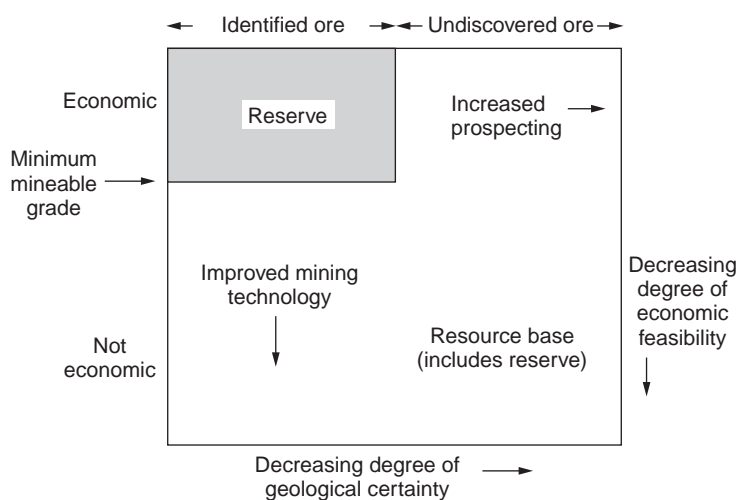 Identified ore
Undiscovered ore
Economic
Reserve
Increased
prospecting
Minimum
mineable
grade
Improved mining
technology
Decreasing
degree of
economic
feasibility
Not
economic
Resource base
(includes reserve)
Decreasing degree of
geological certainty